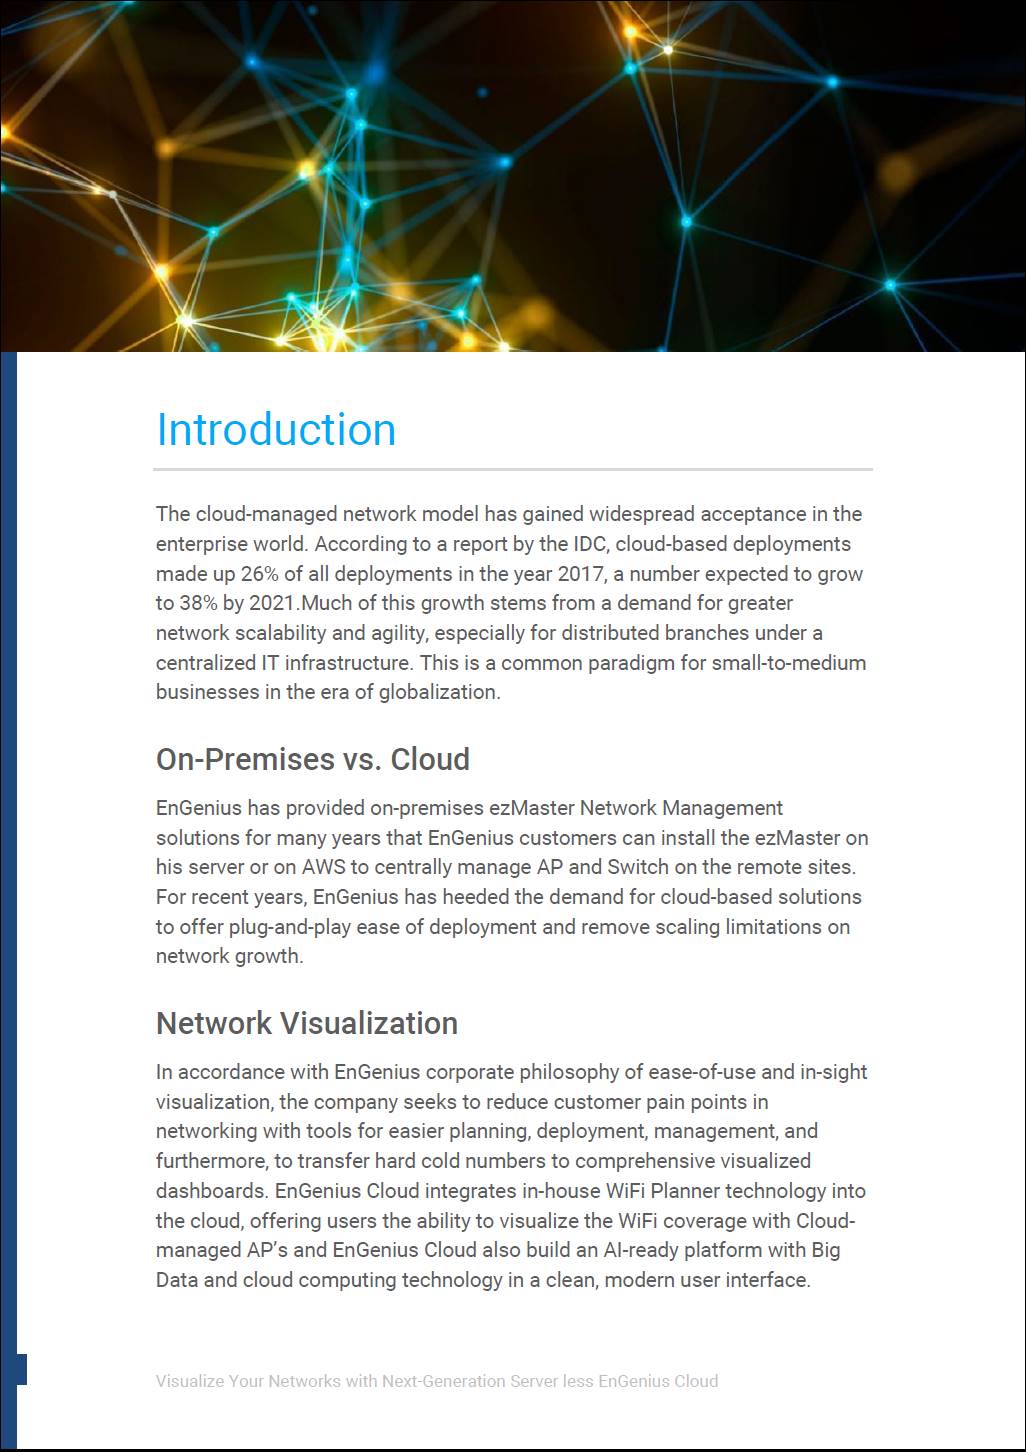 Introduction
The cloud-managed network model has gained widespread acceptance in the
enterprise world. According to a report by the IDC, cloud-based deployments
made up 26% of all deployments in the year 2017, a number expected to grow
to 38% by 2021.Much of this growth stems from a demand for greater
network scalability and agility, especially for distributed branches under a
centralized IT infrastructure. This is a common paradigm for small-to-medium
businesses in the era of globalization.
On-Premises vs. Cloud
EnGenius has provided on-premises ezMaster Network Management
solutions for many years that EnGenius customers can install the ezMaster on
his server or on AWS to centrally manage AP and Switch on the remote sites.
For recent years, EnGenius has heeded the demand for cloud-based solutions
to offer plug-and-play ease of deployment and remove scaling limitations on
network growth.
Network Visualization
In accordance with EnGenius corporate philosophy of ease-of-use and in-sight
visualization, the company seeks to reduce customer pain points in
networking with tools for easier planning, deployment, management, and
furthermore, to transfer hard cold numbers to comprehensive visualized
dashboards. EnGenius Cloud integrates in-house WiFi Planner technology into
the cloud, offering users the ability to visualize the WiFi coverage with Cloud-
managed AP’s and EnGenius Cloud also build an AI-ready platform with Big
Data and cloud computing technology in a clean, modern user interface.
Visualize Your Networks with Next-Generation Server less EnGenius Cloud